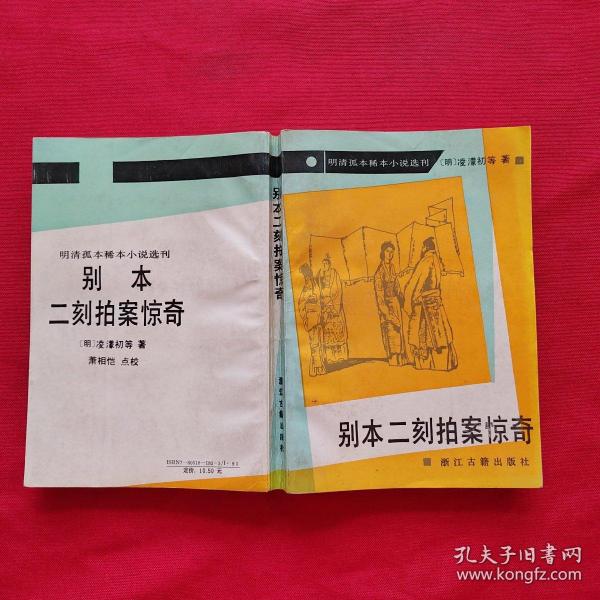 明清孤本稀本小说选刊
别本
二刻拍案惊奇
〔明〕凌濛初等 著
萧相恺 点校
定价：10.50 元
别本二刻拍案惊奇
浙江古籍出版社
明清孤本稀本小说选刊
〔明〕凌濛初等 著
别本二刻拍案惊奇
浙江古籍出版社
孔夫子旧书网
www.kongfz.com